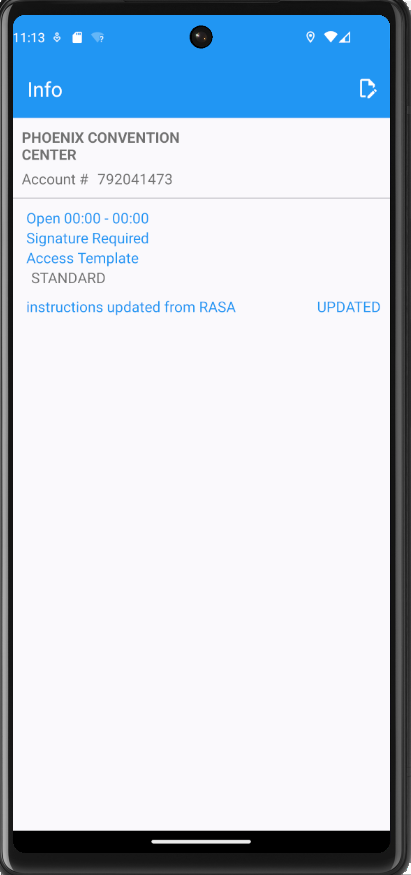 11:13
Info
PHOENIX CONVENTION
CENTER
Account # 792041473
Open 00:00 - 00:00
Signature Required
Access Template
STANDARD
instructions updated from RASA UPDATED